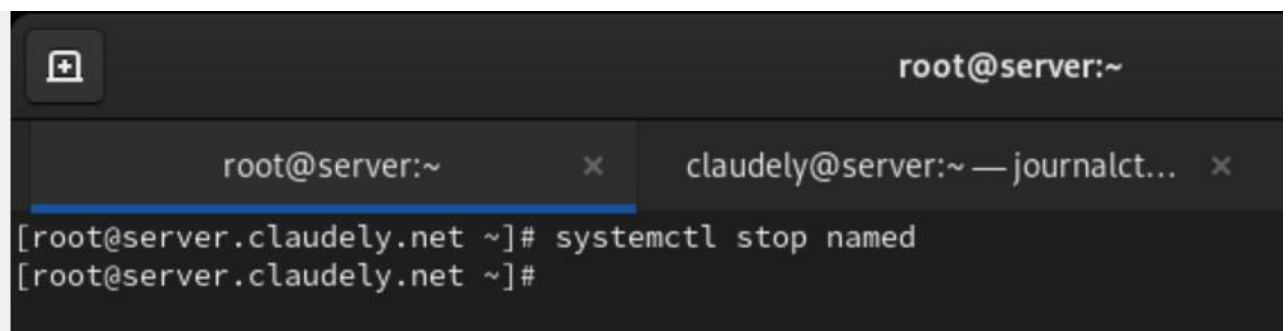 root@server:~
root@server:~ × claudely@server:~ — journalct… ×
[root@server.claudely.net ~]# systemctl stop named
[root@server.claudely.net ~]#